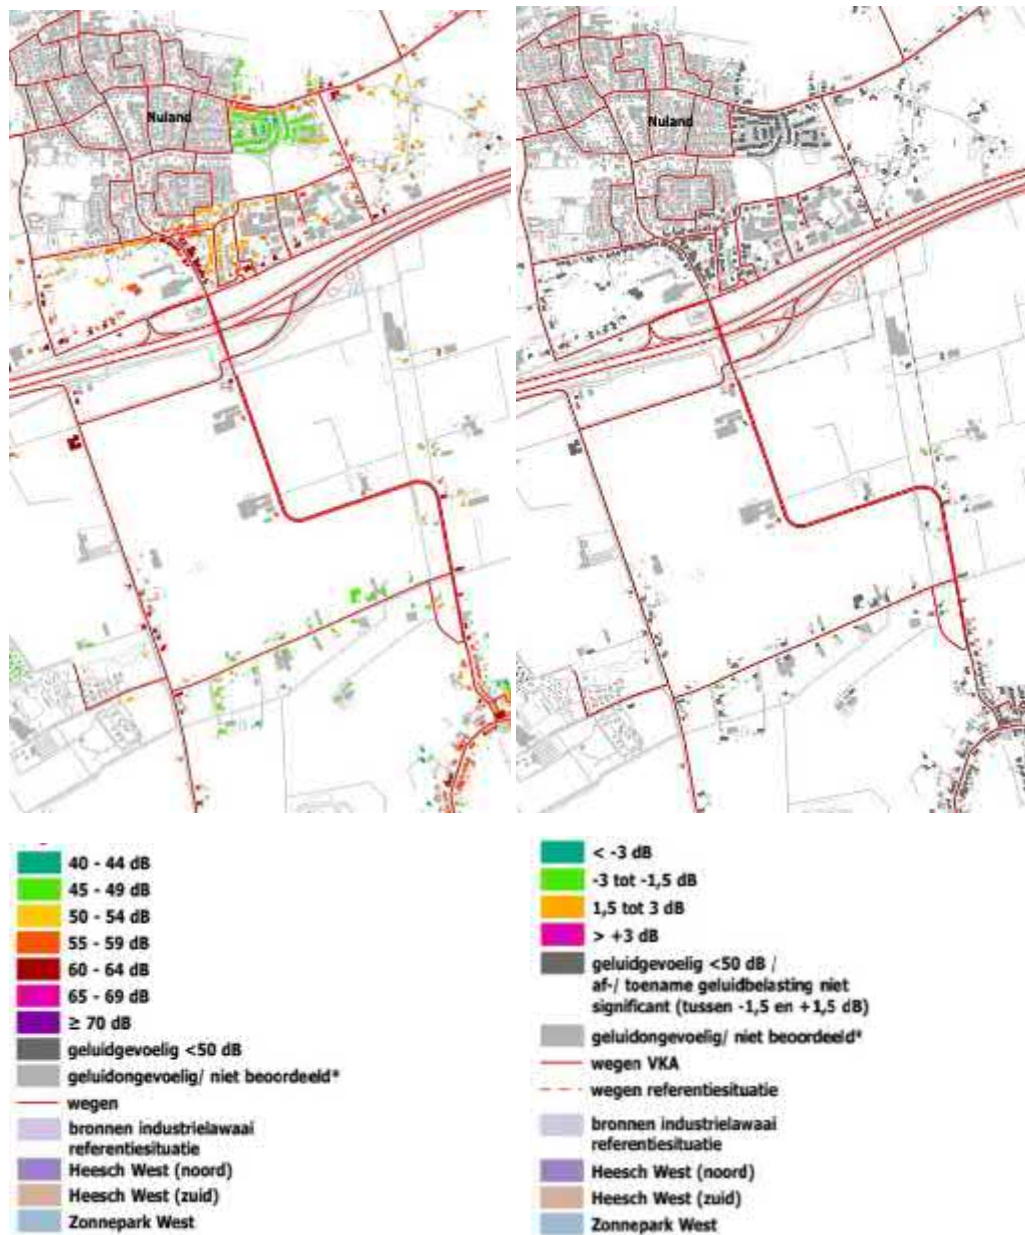 Nuland
Nuland
40 - 44 dB
45 - 49 dB
50 - 54 dB
55 - 59 dB
60 - 64 dB
65 - 69 dB
≥ 70 dB
geluidgevoelig <50 dB
geluidongevoelig/ niet beoordeeld*
wegen
bronnen industrielawaai
referentiesituatie
Heesch West (noord)
Heesch West (zuid)
Zonnepark West
< -3 dB
-3 tot -1,5 dB
1,5 tot 3 dB
> +3 dB
geluidgevoelig <50 dB /
af-/ toename geluidbelasting niet
significant (tussen -1,5 en +1,5 dB)
geluidongevoelig/ niet beoordeeld*
wegen VKA
wegen referentiesituatie
bronnen industrielawaai
referentiesituatie
Heesch West (noord)
Heesch West (zuid)
Zonnepark West